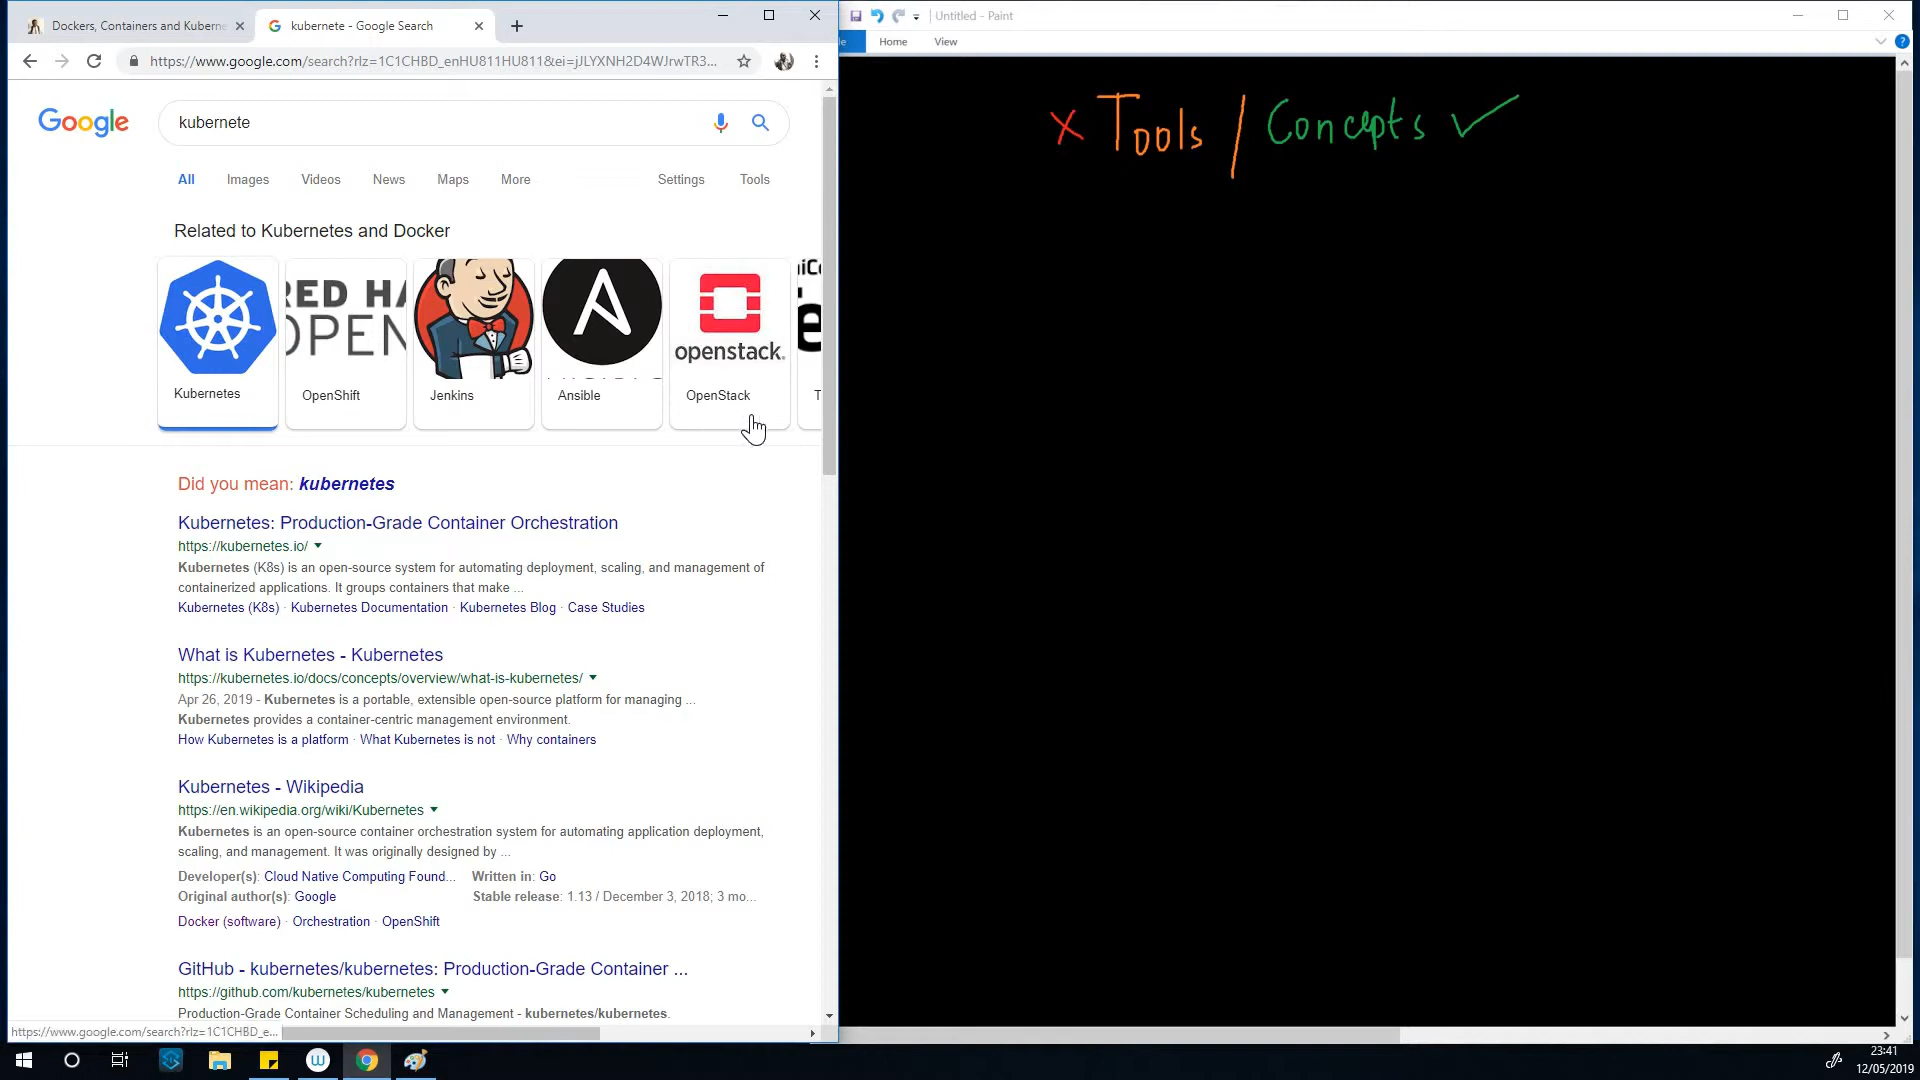 Dockers, Containers and Kuberne
kubernete - Google Search
https://www.google.com/search?rlz=1C1CHBD_enHU811HU811&ei=jJLYXNH2D4WJrwTR3...
Google
kubernete
All Images Videos News Maps More Settings Tools
Related to Kubernetes and Docker
RED HA
OPEN
openstack.
Kubernetes
OpenShift
Jenkins
Ansible
OpenStack
T
Did you mean: kubernetes
Kubernetes: Production-Grade Container Orchestration
https://kubernetes.io/
Kubernetes (K8s) is an open-source system for automating deployment, scaling, and management of
containerized applications. It groups containers that make ...
Kubernetes (K8s) · Kubernetes Documentation · Kubernetes Blog · Case Studies
What is Kubernetes - Kubernetes
https://kubernetes.io/docs/concepts/overview/what-is-kubernetes/
Apr 26, 2019 - Kubernetes is a portable, extensible open-source platform for managing ...
Kubernetes provides a container-centric management environment.
How Kubernetes is a platform · What Kubernetes is not · Why containers
Kubernetes - Wikipedia
https://en.wikipedia.org/wiki/Kubernetes
Kubernetes is an open-source container orchestration system for automating application deployment,
scaling, and management. It was originally designed by ...
Developer(s): Cloud Native Computing Found... Written in: Go
Original author(s): Google Stable release: 1.13 / December 3, 2018; 3 mo...
Docker (software) · Orchestration · OpenShift
GitHub - kubernetes/kubernetes: Production-Grade Container ...
https://github.com/kubernetes/kubernetes
Production-Grade Container Scheduling and Management - kubernetes/kubernetes.
https://www.google.com/search?rlz=1C1CHBD_e...
Untitled - Paint
Home View
x Tools / Concepts ✓
23:41
12/05/2019